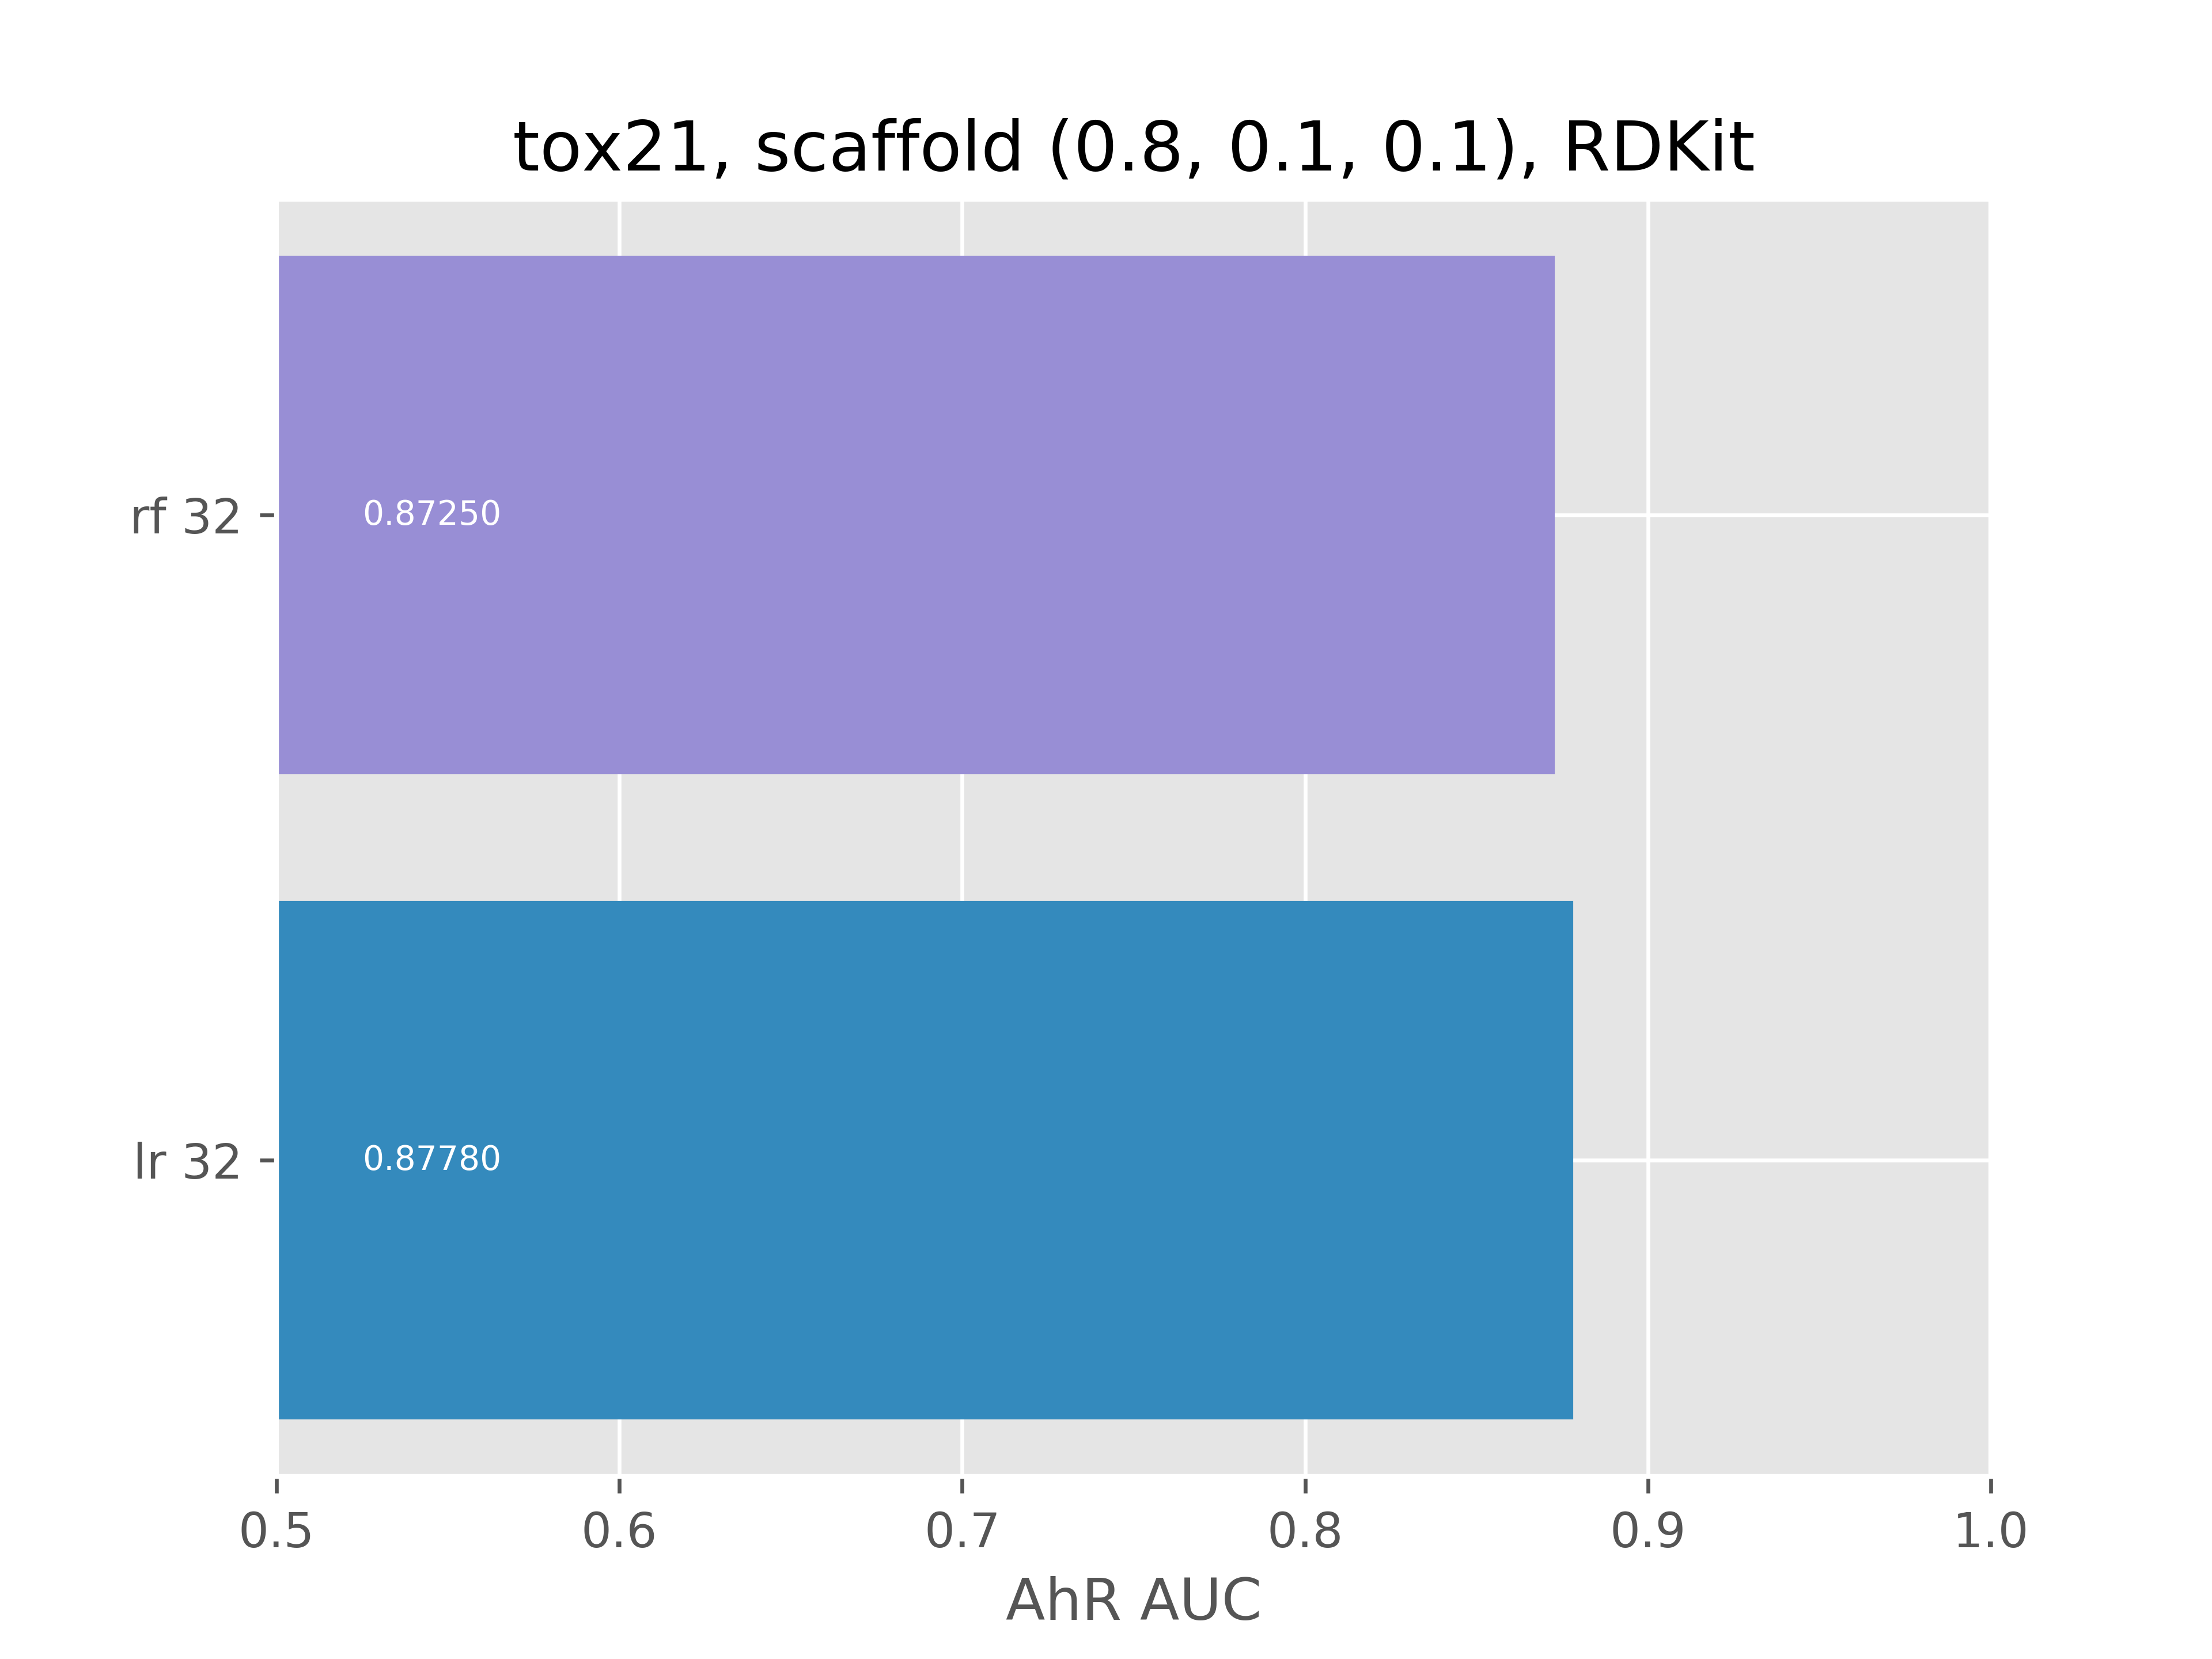 tox21, scaffold (0.8, 0.1, 0.1), RDKit
rf 32
0.87250
lr 32
0.87780
0.5 0.6 0.7 0.8 0.9 1.0
AhR AUC